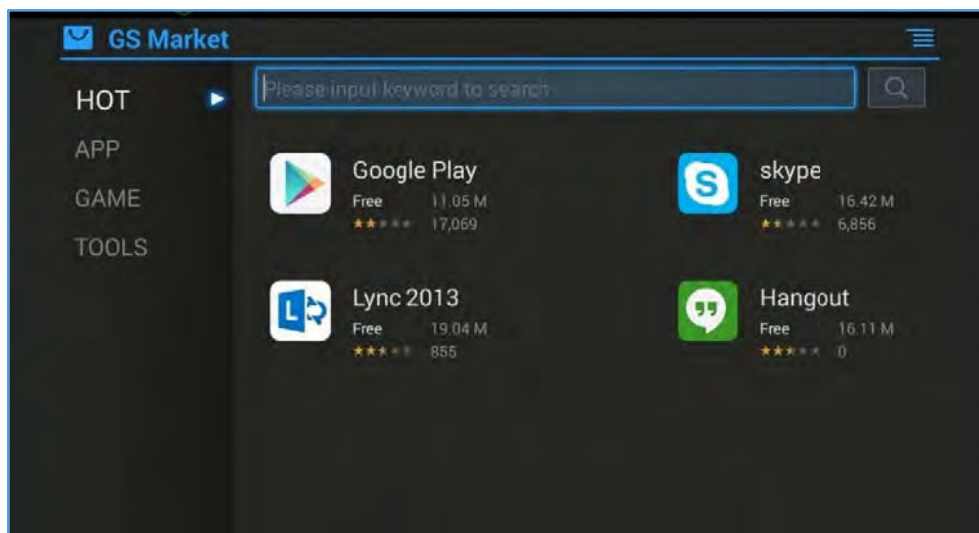 GS Market
HOT
APP
GAME
TOOLS
Please input keyword to search
Google Play
Free 11.05 M
17,069
skype
Free 16.42 M
6,856
Lync 2013
Free 19.04 M
855
Hangout
Free 16.11 M
0